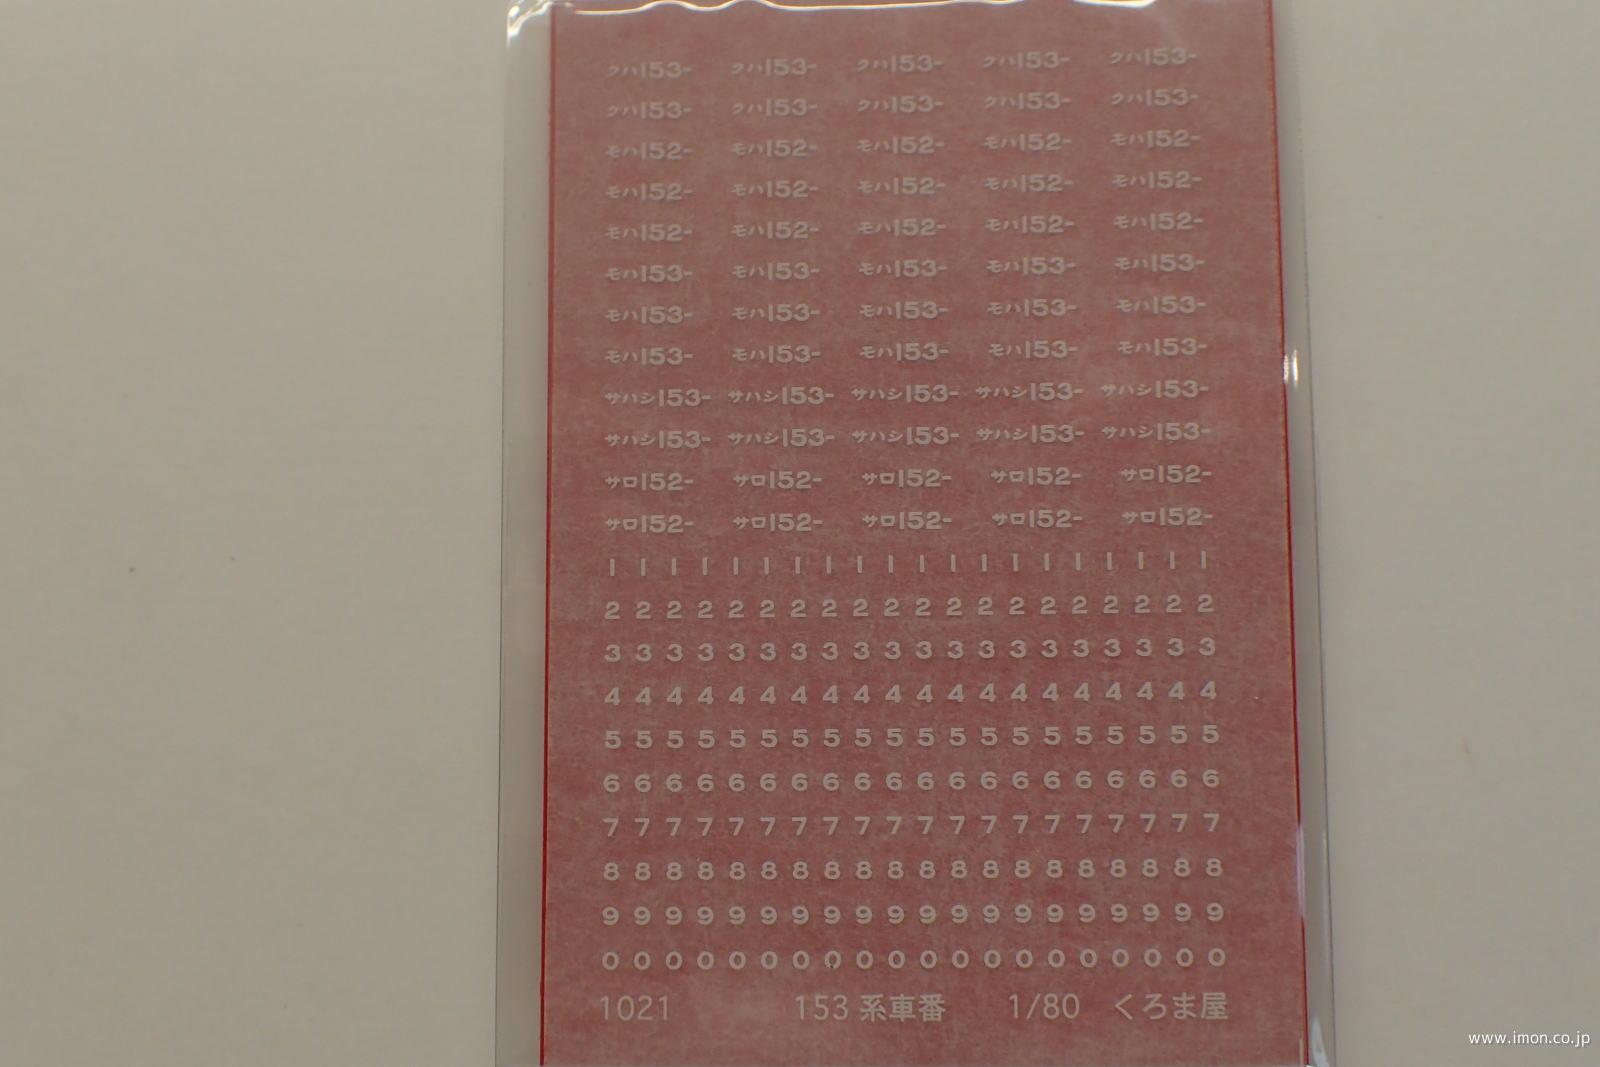 クハ153- クハ153- クハ153- クハ153- クハ153-
クハ153- クハ153- クハ153- クハ153- クハ153-
モハ152- モハ152- モハ152- モハ152- モハ152-
モハ152- モハ152- モハ152- モハ152- モハ152-
モハ152- モハ152- モハ152- モハ152- モハ152-
モハ153- モハ153- モハ153- モハ153- モハ153-
モハ153- モハ153- モハ153- モハ153- モハ153-
モハ153- モハ153- モハ153- モハ153- モハ153-
サハシ153- サハシ153- サハシ153- サハシ153- サハシ153-
サハシ153- サハシ153- サハシ153- サハシ153- サハシ153-
サロ152- サロ152- サロ152- サロ152- サロ152-
サロ152- サロ152- サロ152- サロ152- サロ152-
1 1 1 1 1 1 1 1 1 1 1 1 1 1 1 1 1 1 1 1
2 2 2 2 2 2 2 2 2 2 2 2 2 2 2 2 2 2 2 2
3 3 3 3 3 3 3 3 3 3 3 3 3 3 3 3 3 3 3 3
4 4 4 4 4 4 4 4 4 4 4 4 4 4 4 4 4 4 4 4
5 5 5 5 5 5 5 5 5 5 5 5 5 5 5 5 5 5 5 5
6 6 6 6 6 6 6 6 6 6 6 6 6 6 6 6 6 6 6 6
7 7 7 7 7 7 7 7 7 7 7 7 7 7 7 7 7 7 7 7
8 8 8 8 8 8 8 8 8 8 8 8 8 8 8 8 8 8 8 8
9 9 9 9 9 9 9 9 9 9 9 9 9 9 9 9 9 9 9 9
0 0 0 0 0 0 0 0 0 0 0 0 0 0 0 0 0 0 0 0
1021 153 系車番 1/80 くろま屋
www.imon.co.jp